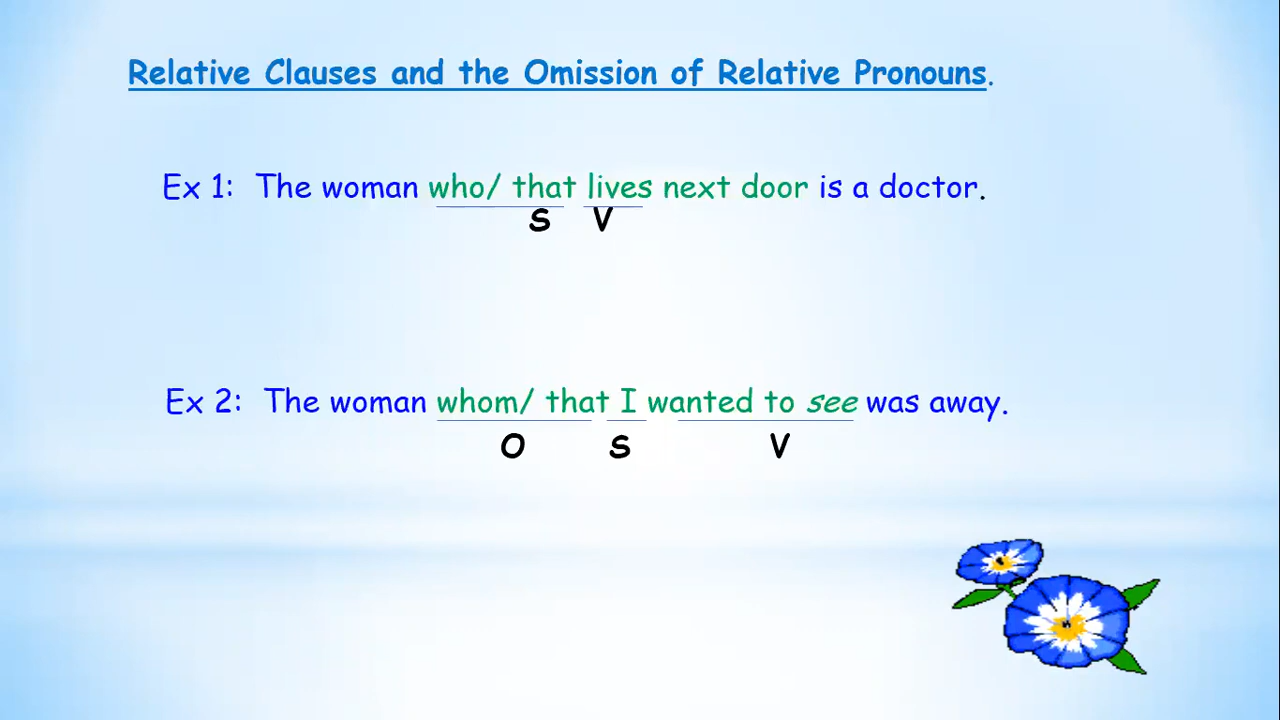 Relative Clauses and the Omission of Relative Pronouns.
Ex 1: The woman who/ that lives next door is a doctor.
S V
Ex 2: The woman whom/ that I wanted to see was away.
O S V